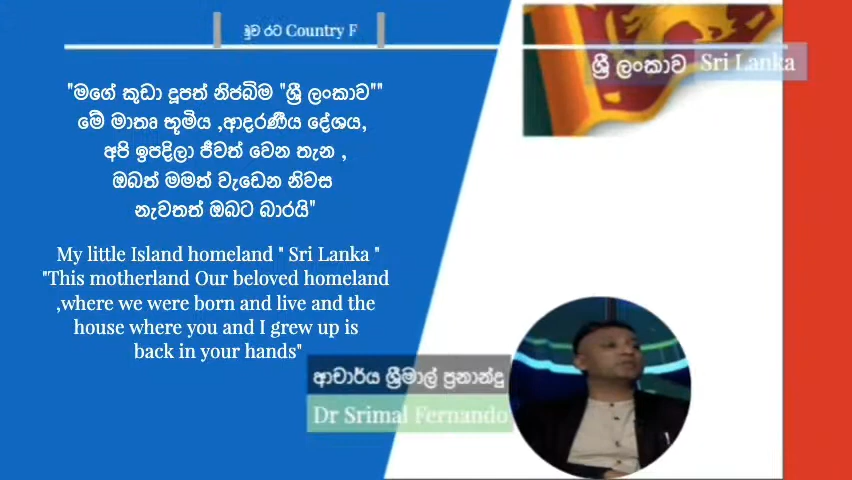 මුව රට Country F
ශ්‍රී ලංකාව Sri Lanka
"මගේ කුඩා දූපත් නිජබිම "ශ්‍රී ලංකාව""
මේ මාතෘ භූමිය ,ආදරණීය දේශය,
අපි ඉපදිලා ජීවත් වෙන තැන ,
ඔබත් මමත් වැඩෙන නිවස
නැවතත් ඔබට බාරයි"
My little Island homeland " Sri Lanka "
"This motherland Our beloved homeland
,where we were born and live and the
house where you and I grew up is
back in your hands"
ආචාර්ය ශ්‍රීමාල් ප්‍රනාන්දු
Dr Srimal Fernando